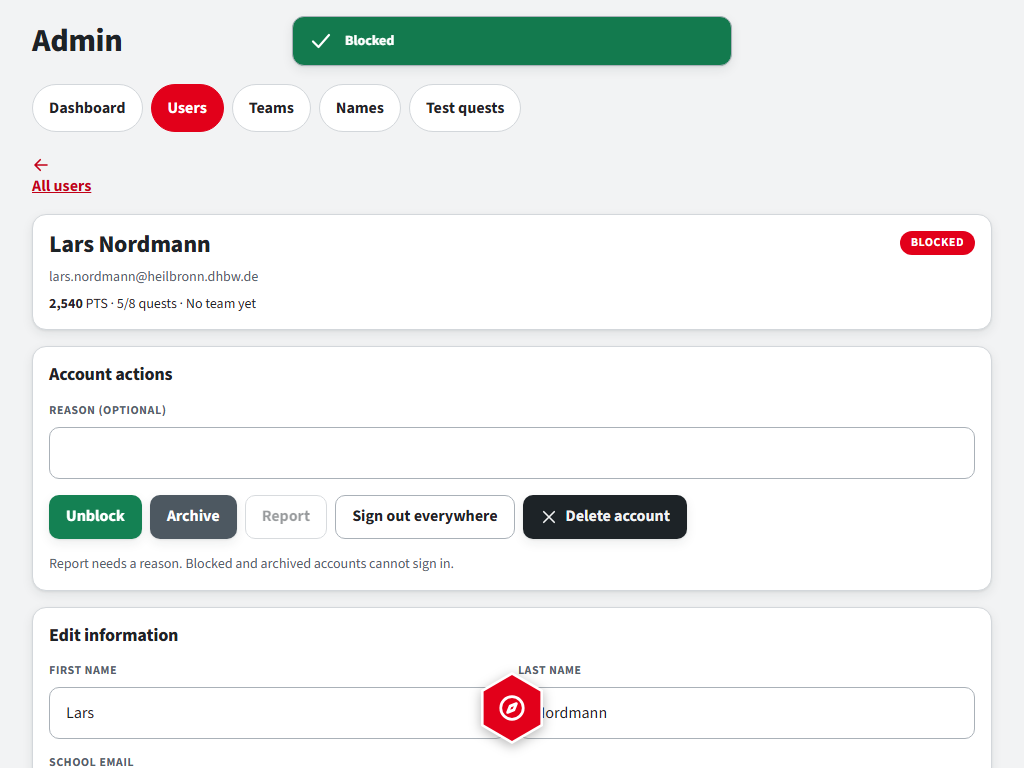 Admin
Blocked
Dashboard
Users
Teams
Names
Test quests
All users
Lars Nordmann
BLOCKED
lars.nordmann@heilbronn.dhbw.de
2,540 PTS · 5/8 quests · No team yet
Account actions
REASON (OPTIONAL)
Unblock
Archive
Report
Sign out everywhere
Delete account
Report needs a reason. Blocked and archived accounts cannot sign in.
Edit information
FIRST NAME
LAST NAME
Lars
Nordmann
SCHOOL EMAIL